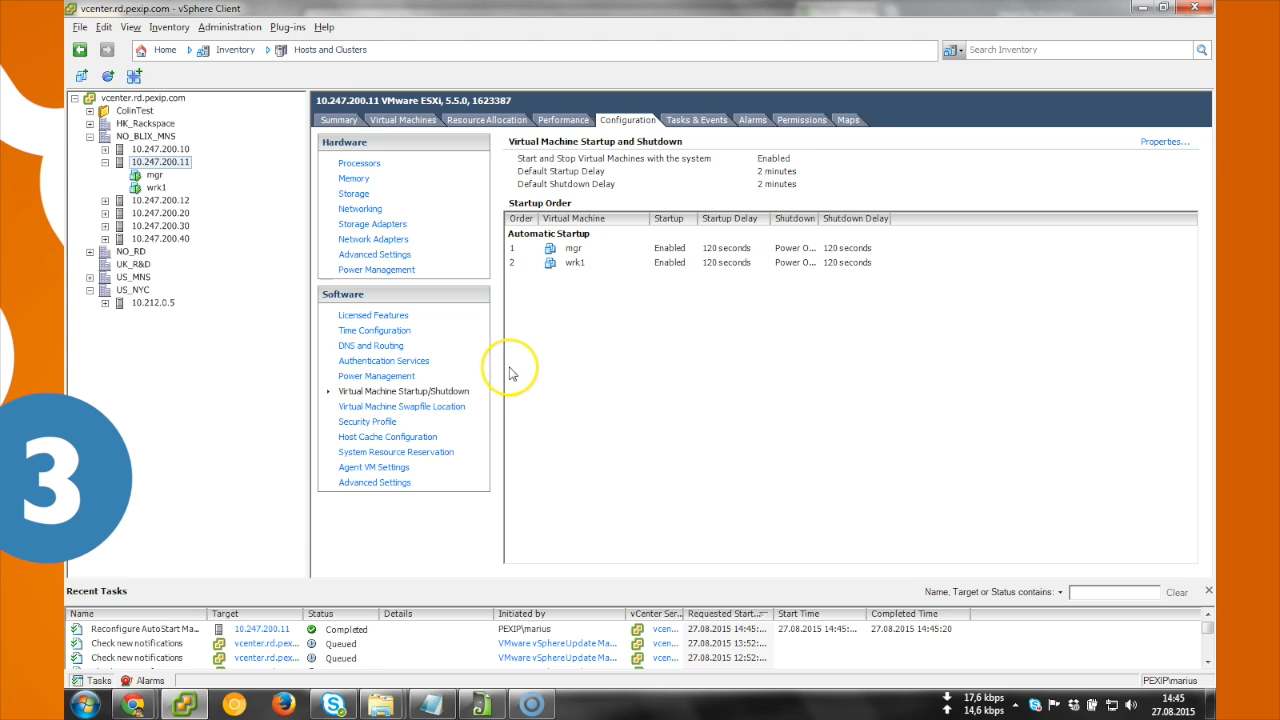 vcenter.rd.pexip.com - vSphere Client
File Edit View Inventory Administration Plug-ins Help
Home Inventory Hosts and Clusters
Search Inventory
vcenter.rd.pexip.com
ColinTest
HK_Rackspace
NO_BLIX_MNS
10.247.200.10
10.247.200.11
mgr
wrk1
10.247.200.12
10.247.200.20
10.247.200.30
10.247.200.40
NO_RD
UK_R&D
US_MNS
US_NYC
10.212.0.5
10.247.200.11 VMware ESXi, 5.5.0, 1623387
Summary Virtual Machines Resource Allocation Performance Configuration Tasks & Events Alarms Permissions Maps
Hardware
Processors
Memory
Storage
Networking
Storage Adapters
Network Adapters
Advanced Settings
Power Management
Software
Licensed Features
Time Configuration
DNS and Routing
Authentication Services
Power Management
Virtual Machine Startup/Shutdown
Virtual Machine Swapfile Location
Security Profile
Host Cache Configuration
System Resource Reservation
Agent VM Settings
Advanced Settings
Virtual Machine Startup and Shutdown Properties...
Start and Stop Virtual Machines with the system Enabled
Default Startup Delay 2 minutes
Default Shutdown Delay 2 minutes
Startup Order
Order Virtual Machine Startup Startup Delay Shutdown Shutdown Delay
Automatic Startup
1 mgr Enabled 120 seconds Power O... 120 seconds
2 wrk1 Enabled 120 seconds Power O... 120 seconds
3
Recent Tasks Name, Target or Status contains: Clear
Name Target Status Details Initiated by vCenter Ser... Requested Start... Start Time Completed Time
Reconfigure AutoStart Ma... 10.247.200.11 Completed PEXIP\marius vcen... 27.08.2015 14:45:... 27.08.2015 14:45:... 27.08.2015 14:45:20
Check new notifications vcenter.rd.pex... Queued VMware vSphere Update Ma... vcen... 27.08.2015 13:52:...
Check new notifications vcenter.rd.pex... Queued VMware vSphere Update Ma... vcen... 27.08.2015 12:52:...
Tasks Alarms PEXIP\marius
17,6 kbps
14,6 kbps
14:45
27.08.2015